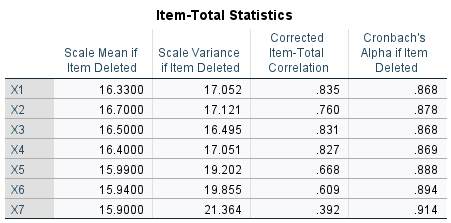 Item-Total Statistics
Scale Mean if Item Deleted Scale Variance if Item Deleted Corrected Item-Total Correlation Cronbach's Alpha if Item Deleted
X1 16.3300 17.052 .835 .868
X2 16.7000 17.121 .760 .878
X3 16.5000 16.495 .831 .868
X4 16.4000 17.051 .827 .869
X5 15.9900 19.202 .668 .888
X6 15.9400 19.855 .609 .894
X7 15.9000 21.364 .392 .914